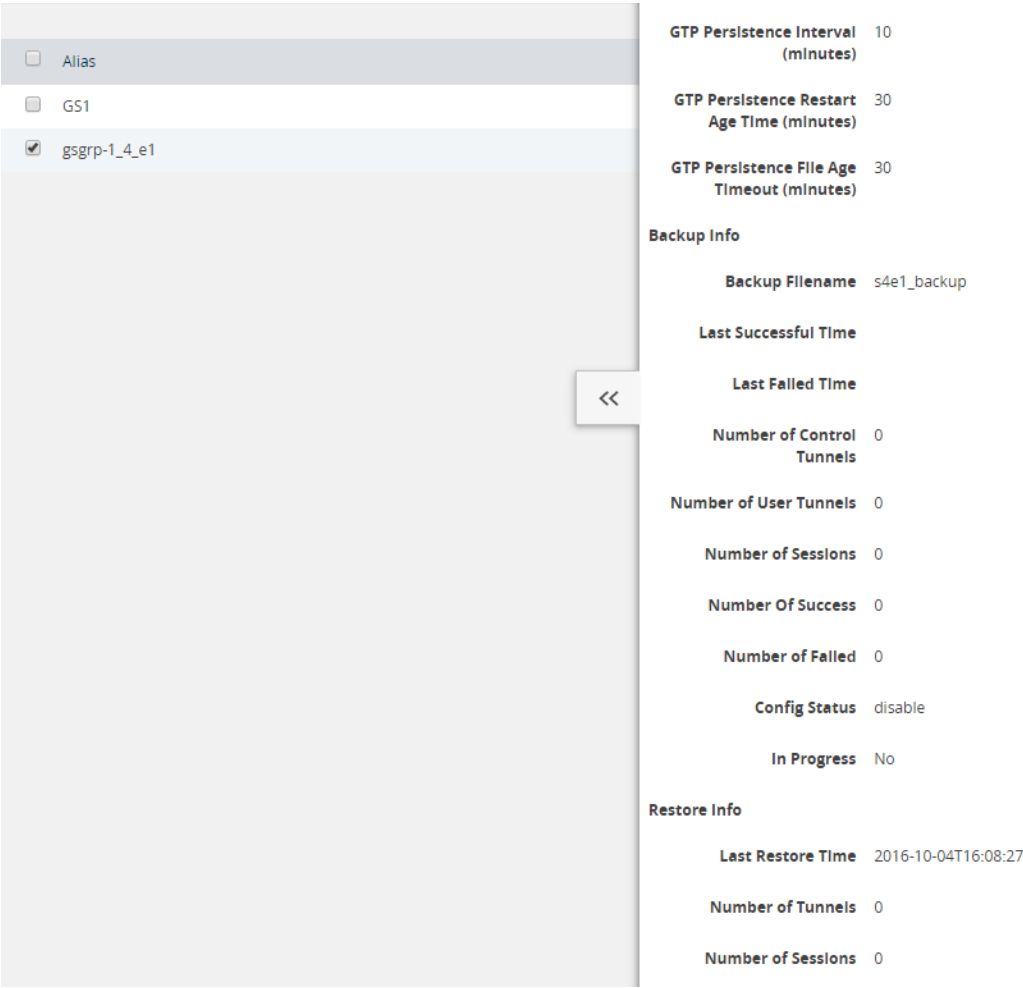 Alias
GS1
gsgrp-1_4_e1
<<
GTP Persistence Interval 10
(minutes)
GTP Persistence Restart 30
Age Time (minutes)
GTP Persistence File Age 30
Timeout (minutes)
Backup Info
Backup Filename s4e1_backup
Last Successful Time
Last Failed Time
Number of Control 0
Tunnels
Number of User Tunnels 0
Number of Sessions 0
Number Of Success 0
Number of Failed 0
Config Status disable
In Progress No
Restore Info
Last Restore Time 2016-10-04T16:08:27
Number of Tunnels 0
Number of Sessions 0